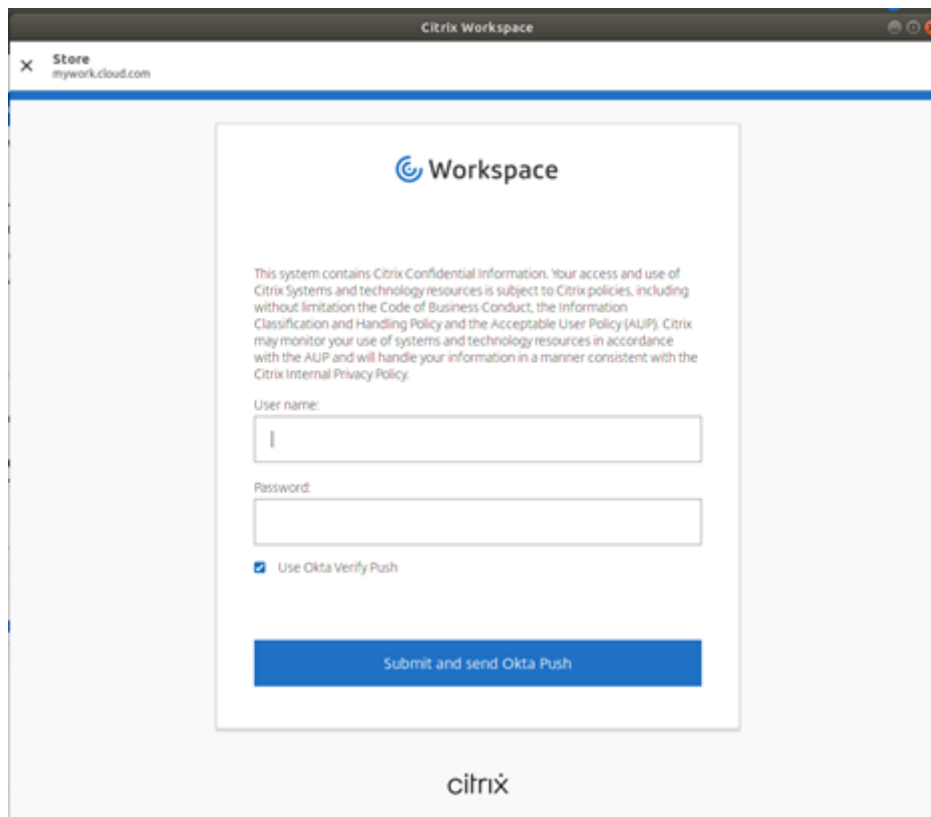 Citrix Workspace
Store
mywork.cloud.com
Workspace
This system contains Citrix Confidential Information. Your access and use of
Citrix Systems and technology resources is subject to Citrix policies, including
without limitation the Code of Business Conduct, the Information
Classification and Handling Policy and the Acceptable User Policy (AUP). Citrix
may monitor your use of systems and technology resources in accordance
with the AUP and will handle your information in a manner consistent with the
Citrix Internal Privacy Policy.
User name:
Password:
Use Okta Verify Push
Submit and send Okta Push
citrix